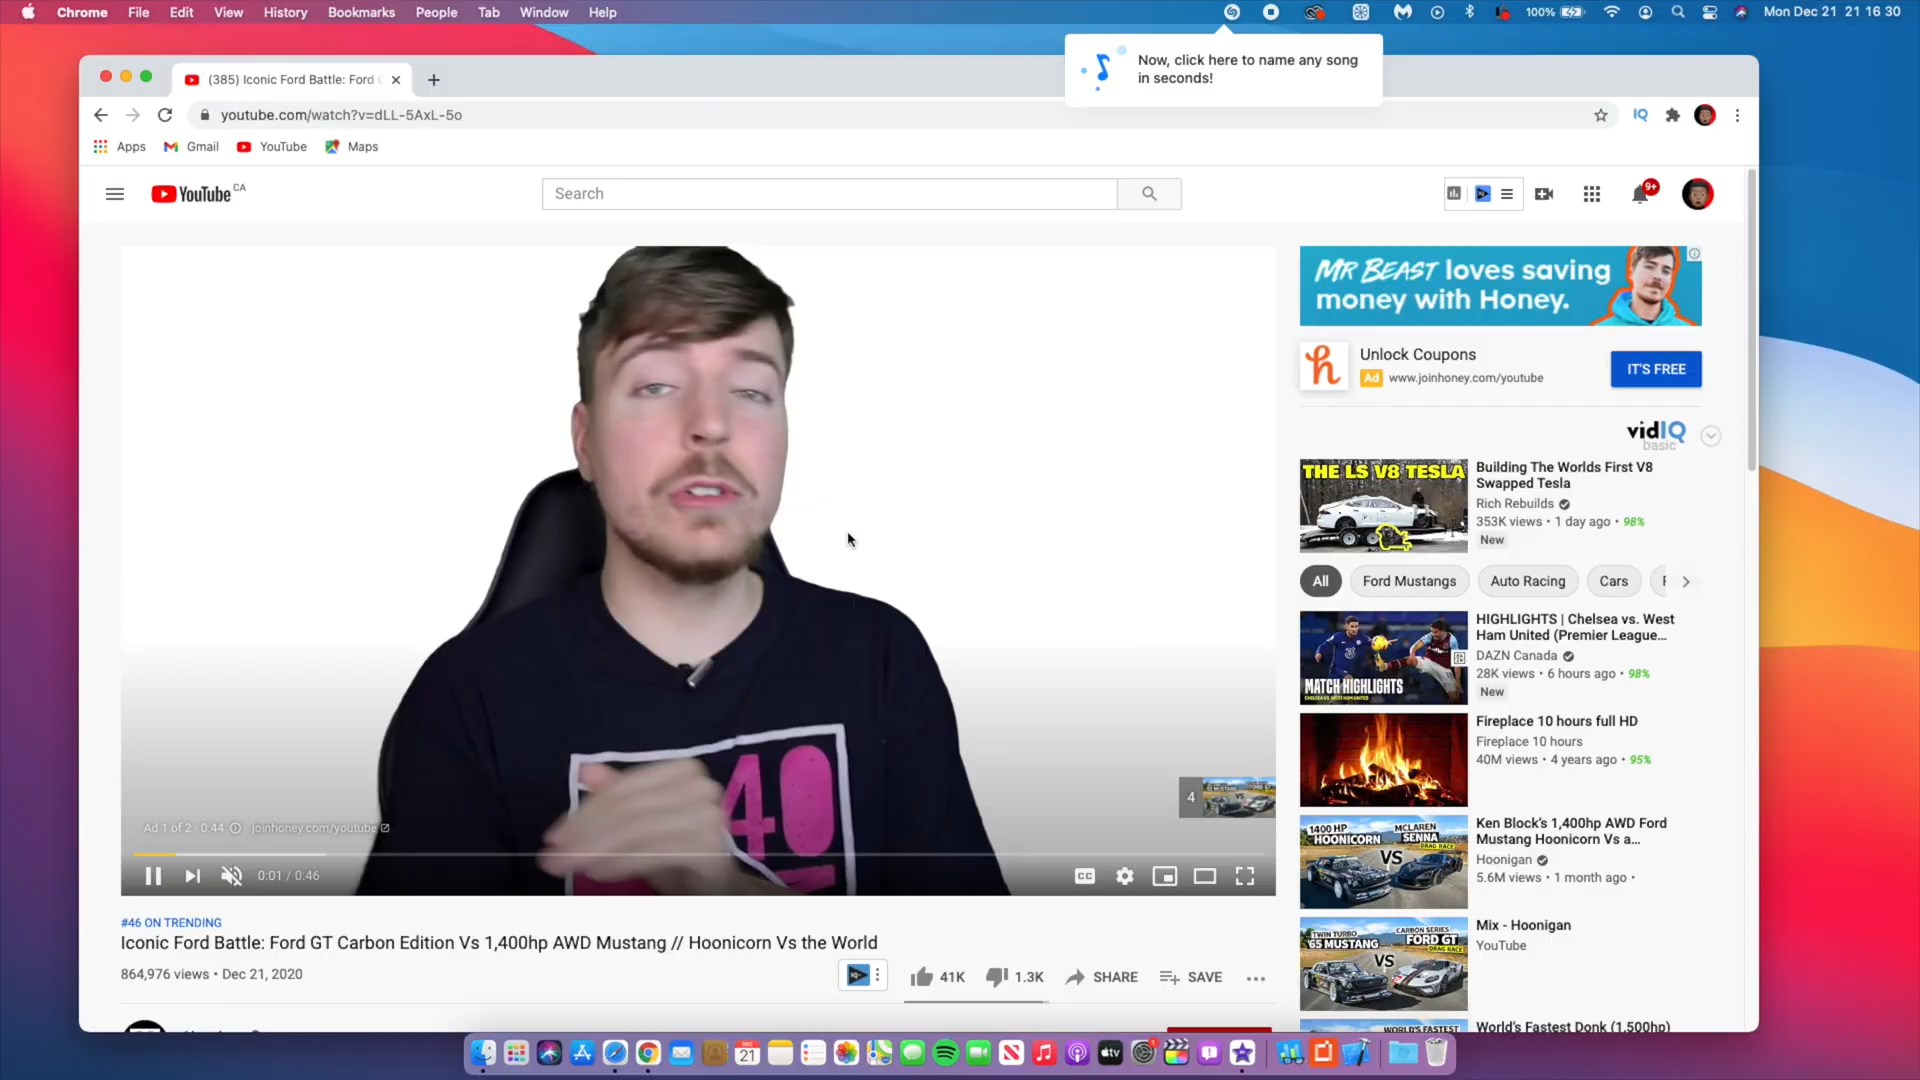 Chrome File Edit View History Bookmarks People Tab Window Help
100% Mon Dec 21 21 16 30
Now, click here to name any song
in seconds!
(385) Iconic Ford Battle: Ford
youtube.com/watch?v=dLL-5AxL-5o
IQ
Apps Gmail YouTube Maps
YouTube CA
Search
9+
MR BEAST loves saving
money with Honey.
h
Unlock Coupons
Ad www.joinhoney.com/youtube
IT'S FREE
vidIQ
basic
THE LS V8 TESLA
Building The Worlds First V8
Swapped Tesla
Rich Rebuilds
353K views • 1 day ago • 98%
New
All Ford Mustangs Auto Racing Cars
MATCH HIGHLIGHTS
HIGHLIGHTS | Chelsea vs. West
Ham United (Premier League…
DAZN Canada
28K views • 6 hours ago • 98%
New
Fireplace 10 hours full HD
Fireplace 10 hours
40M views • 4 years ago • 95%
1400 HP
HOONICORN
VS
MCLAREN
SENNA
DRAG RACE
Ken Block's 1,400hp AWD Ford
Mustang Hoonicorn Vs a…
Hoonigan
5.6M views • 1 month ago •
TWIN TURBO
'65 MUSTANG
VS
CARBON SERIES
FORD GT
DRAG RACE
Mix - Hoonigan
YouTube
WORLD'S FASTEST
World's Fastest Donk (1,500hp)
40
4
Ad 1 of 2 · 0:44 joinhoney.com/youtube
0:01 / 0:46
CC
#46 ON TRENDING
Iconic Ford Battle: Ford GT Carbon Edition Vs 1,400hp AWD Mustang // Hoonicorn Vs the World
864,976 views • Dec 21, 2020
41K 1.3K SHARE SAVE
DEC
21
tv